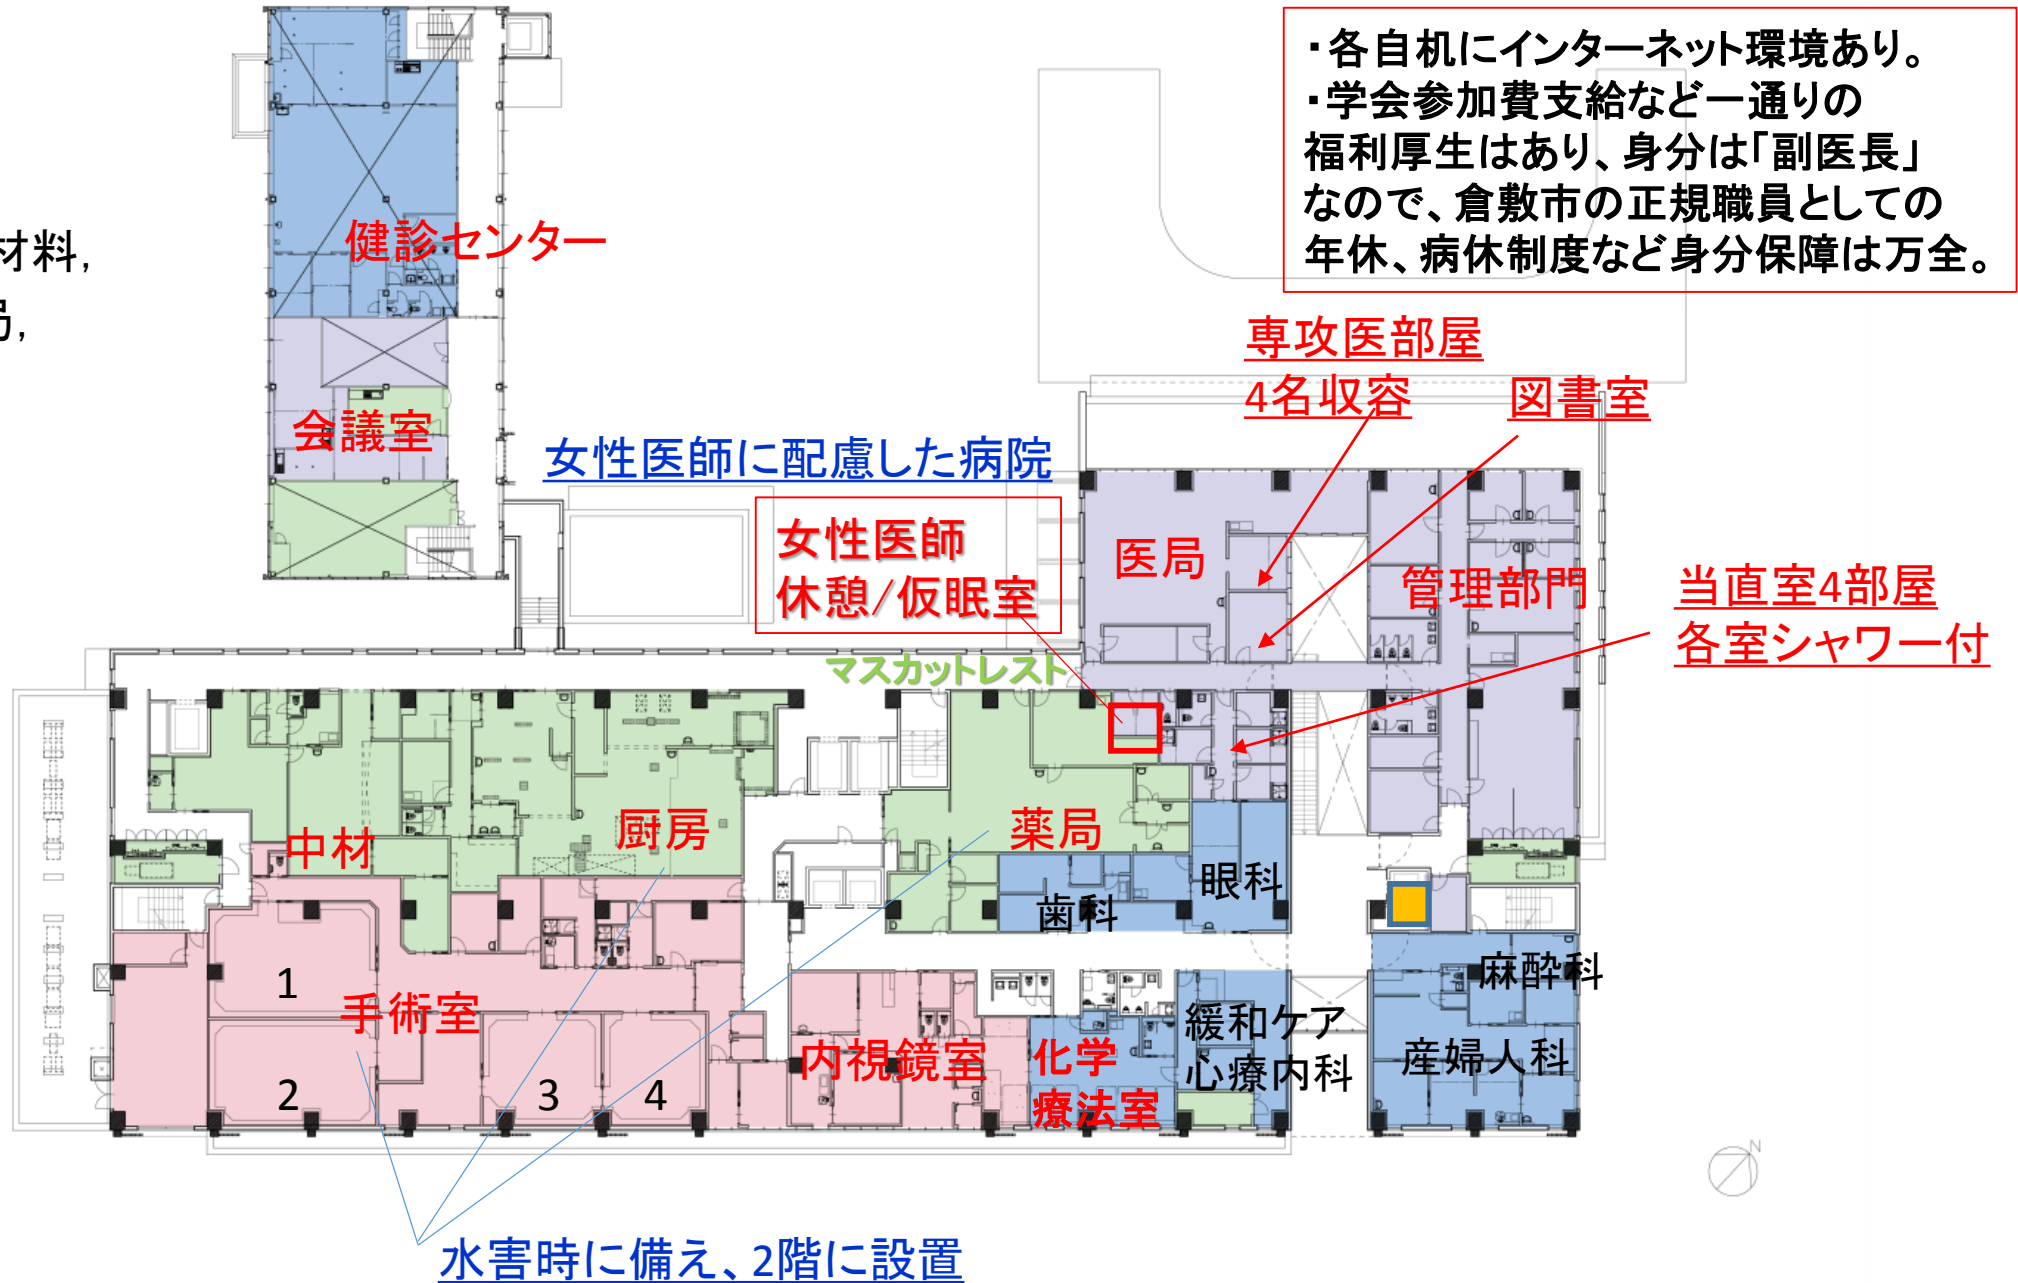 ・各自机にインターネット環境あり。
・学会参加費支給など一通りの
福利厚生はあり、身分は「副医長」
なので、倉敷市の正規職員としての
年休、病休制度など身分保障は万全。
健診センター
材料,
局,
専攻医部屋
4名収容
図書室
会議室
女性医師に配慮した病院
女性医師
休憩/仮眠室
医局
管理部門
当直室4部屋
各室シャワー付
マスカットレスト
中材
厨房
薬局
眼科
歯科
麻酔科
1
手術室
2
3
4
内視鏡室
化学
療法室
緩和ケア
心療内科
産婦人科
N
水害時に備え、2階に設置